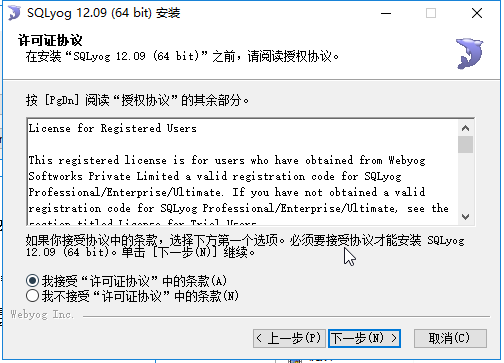 SQLyog 12.09 (64 bit) 安装
许可证协议
在安装“SQLyog 12.09 (64 bit)”之前，请阅读授权协议。
按 [PgDn] 阅读“授权协议”的其余部分。
License for Registered Users
This registered license is for users who have obtained from Webyog
Softworks Private Limited a valid registration code for SQLyog
Professional/Enterprise/Ultimate. If you have not obtained a valid
registration code for SQLyog Professional/Enterprise/Ultimate, see the
section titled License for Trial Users
如果你接受协议中的条款，选择下方第一个选项。必须要接受协议才能安装 SQLyog
12.09 (64 bit)。单击 [下一步(N)] 继续。
我接受“许可证协议”中的条款(A)
我不接受“许可证协议”中的条款(N)
Webyog Inc.
< 上一步(P) 下一步(N) > 取消(C)